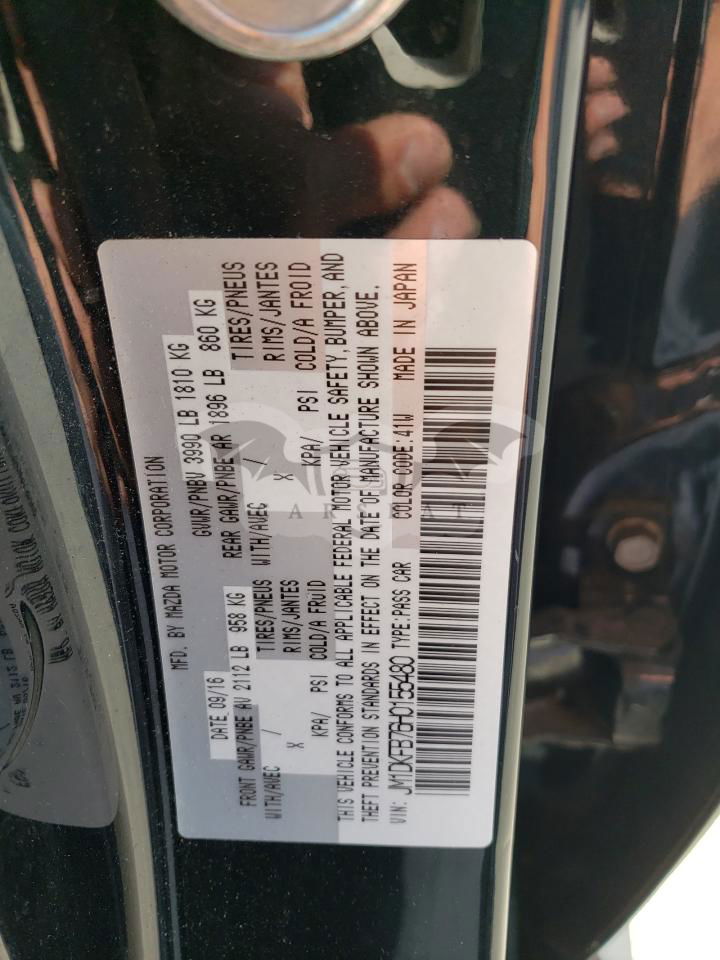 MFD. BY MAZDA MOTOR CORPORATION
DATE 09/16
GVWR/PNBV 3990 LB 1810 KG
FRONT GAWR/PNBE AV 2112 LB 958 KG
REAR GAWR/PNBE AR 1896 LB 860 KG
WITH/AVEC / TIRES/PNEUS
WITH/AVEC / TIRES/PNEUS
X RIMS/JANTES
X RIMS/JANTES
KPA/ PSI COLD/A FROID
KPA/ PSI COLD/A FROID
THIS VEHICLE CONFORMS TO ALL APPLICABLE FEDERAL MOTOR VEHICLE SAFETY, BUMPER, AND
THEFT PREVENTION STANDARDS IN EFFECT ON THE DATE OF MANUFACTURE SHOWN ABOVE.
VIN: JM1DKFB78H0155480 TYPE:PASS CAR COLOR CODE:41W MADE IN JAPAN